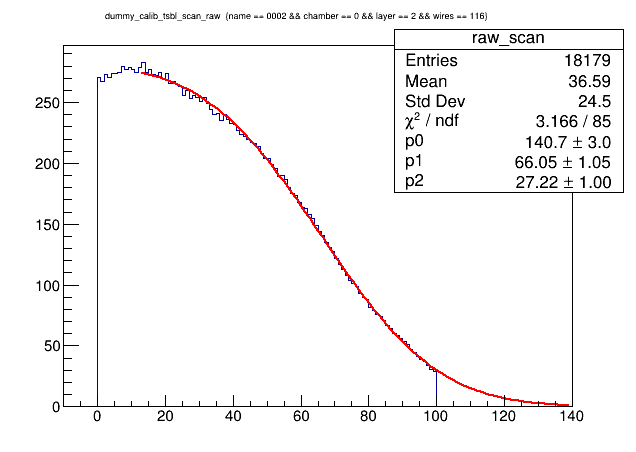 dummy_calib_tsbl_scan_raw (name == 0002 && chamber == 0 && layer == 2 && wires == 116)
raw_scan
Entries 18179
Mean 36.59
Std Dev 24.5
χ² / ndf 3.166 / 85
p0 140.7 ± 3.0
p1 66.05 ± 1.05
p2 27.22 ± 1.00
250
200
150
100
50
0
0 20 40 60 80 100 120 140